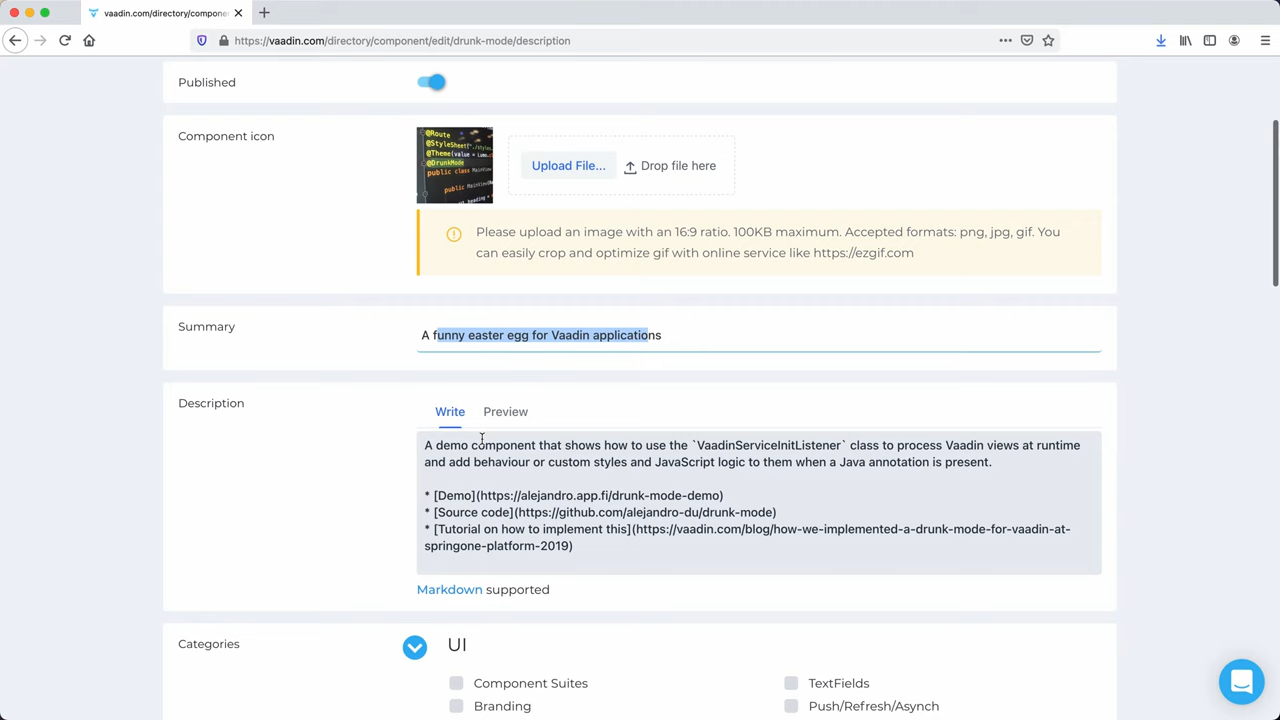 vaadin.com/directory/compone
https://vaadin.com/directory/component/edit/drunk-mode/description
Published
Component icon
@Route
@StyleSheet("./styles
@Theme(value = Lumo.c
@DrunkMode
public class MainView
public MainView
Upload File...
Drop file here
Please upload an image with an 16:9 ratio. 100KB maximum. Accepted formats: png, jpg, gif. You
can easily crop and optimize gif with online service like https://ezgif.com
Summary
A funny easter egg for Vaadin applications
Description
Write
Preview
A demo component that shows how to use the `VaadinServiceInitListener` class to process Vaadin views at runtime
and add behaviour or custom styles and JavaScript logic to them when a Java annotation is present.
* [Demo](https://alejandro.app.fi/drunk-mode-demo)
* [Source code](https://github.com/alejandro-du/drunk-mode)
* [Tutorial on how to implement this](https://vaadin.com/blog/how-we-implemented-a-drunk-mode-for-vaadin-at-
springone-platform-2019)
Markdown supported
Categories
UI
Component Suites
TextFields
Branding
Push/Refresh/Asynch